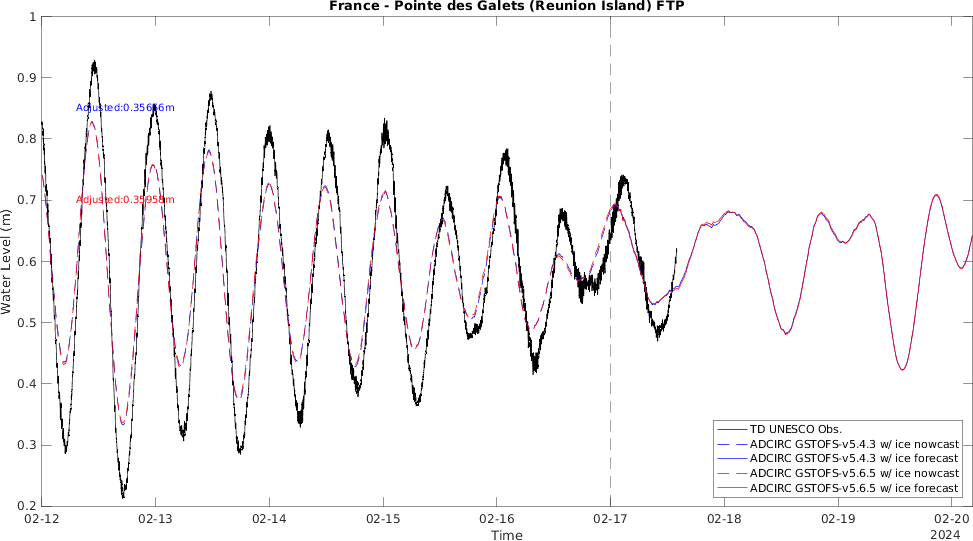 France - Pointe des Galets (Reunion Island) FTP
1
0.9
0.8
0.7
0.6
0.5
0.4
0.3
0.2
Water Level (m)
Adjusted:0.35666m
Adjusted:0.35958m
TD UNESCO Obs.
ADCIRC GSTOFS-v5.4.3 w/ ice nowcast
ADCIRC GSTOFS-v5.4.3 w/ ice forecast
ADCIRC GSTOFS-v5.6.5 w/ ice nowcast
ADCIRC GSTOFS-v5.6.5 w/ ice forecast
02-12 02-13 02-14 02-15 02-16 02-17 02-18 02-19 02-20
Time
2024